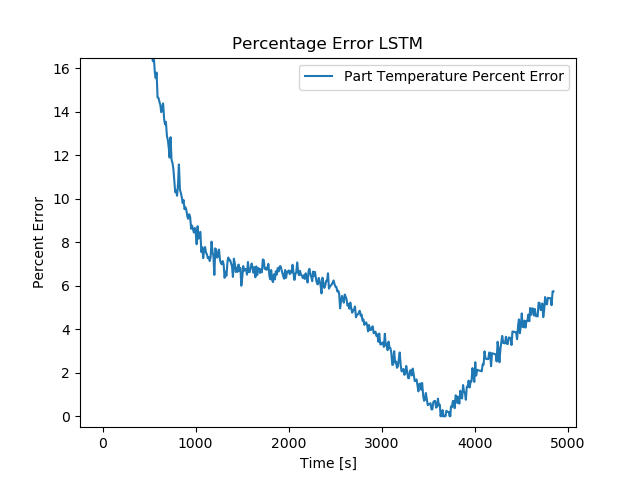 Percentage Error LSTM
Part Temperature Percent Error
Percent Error
16
14
12
10
8
6
4
2
0
0 1000 2000 3000 4000 5000
Time [s]